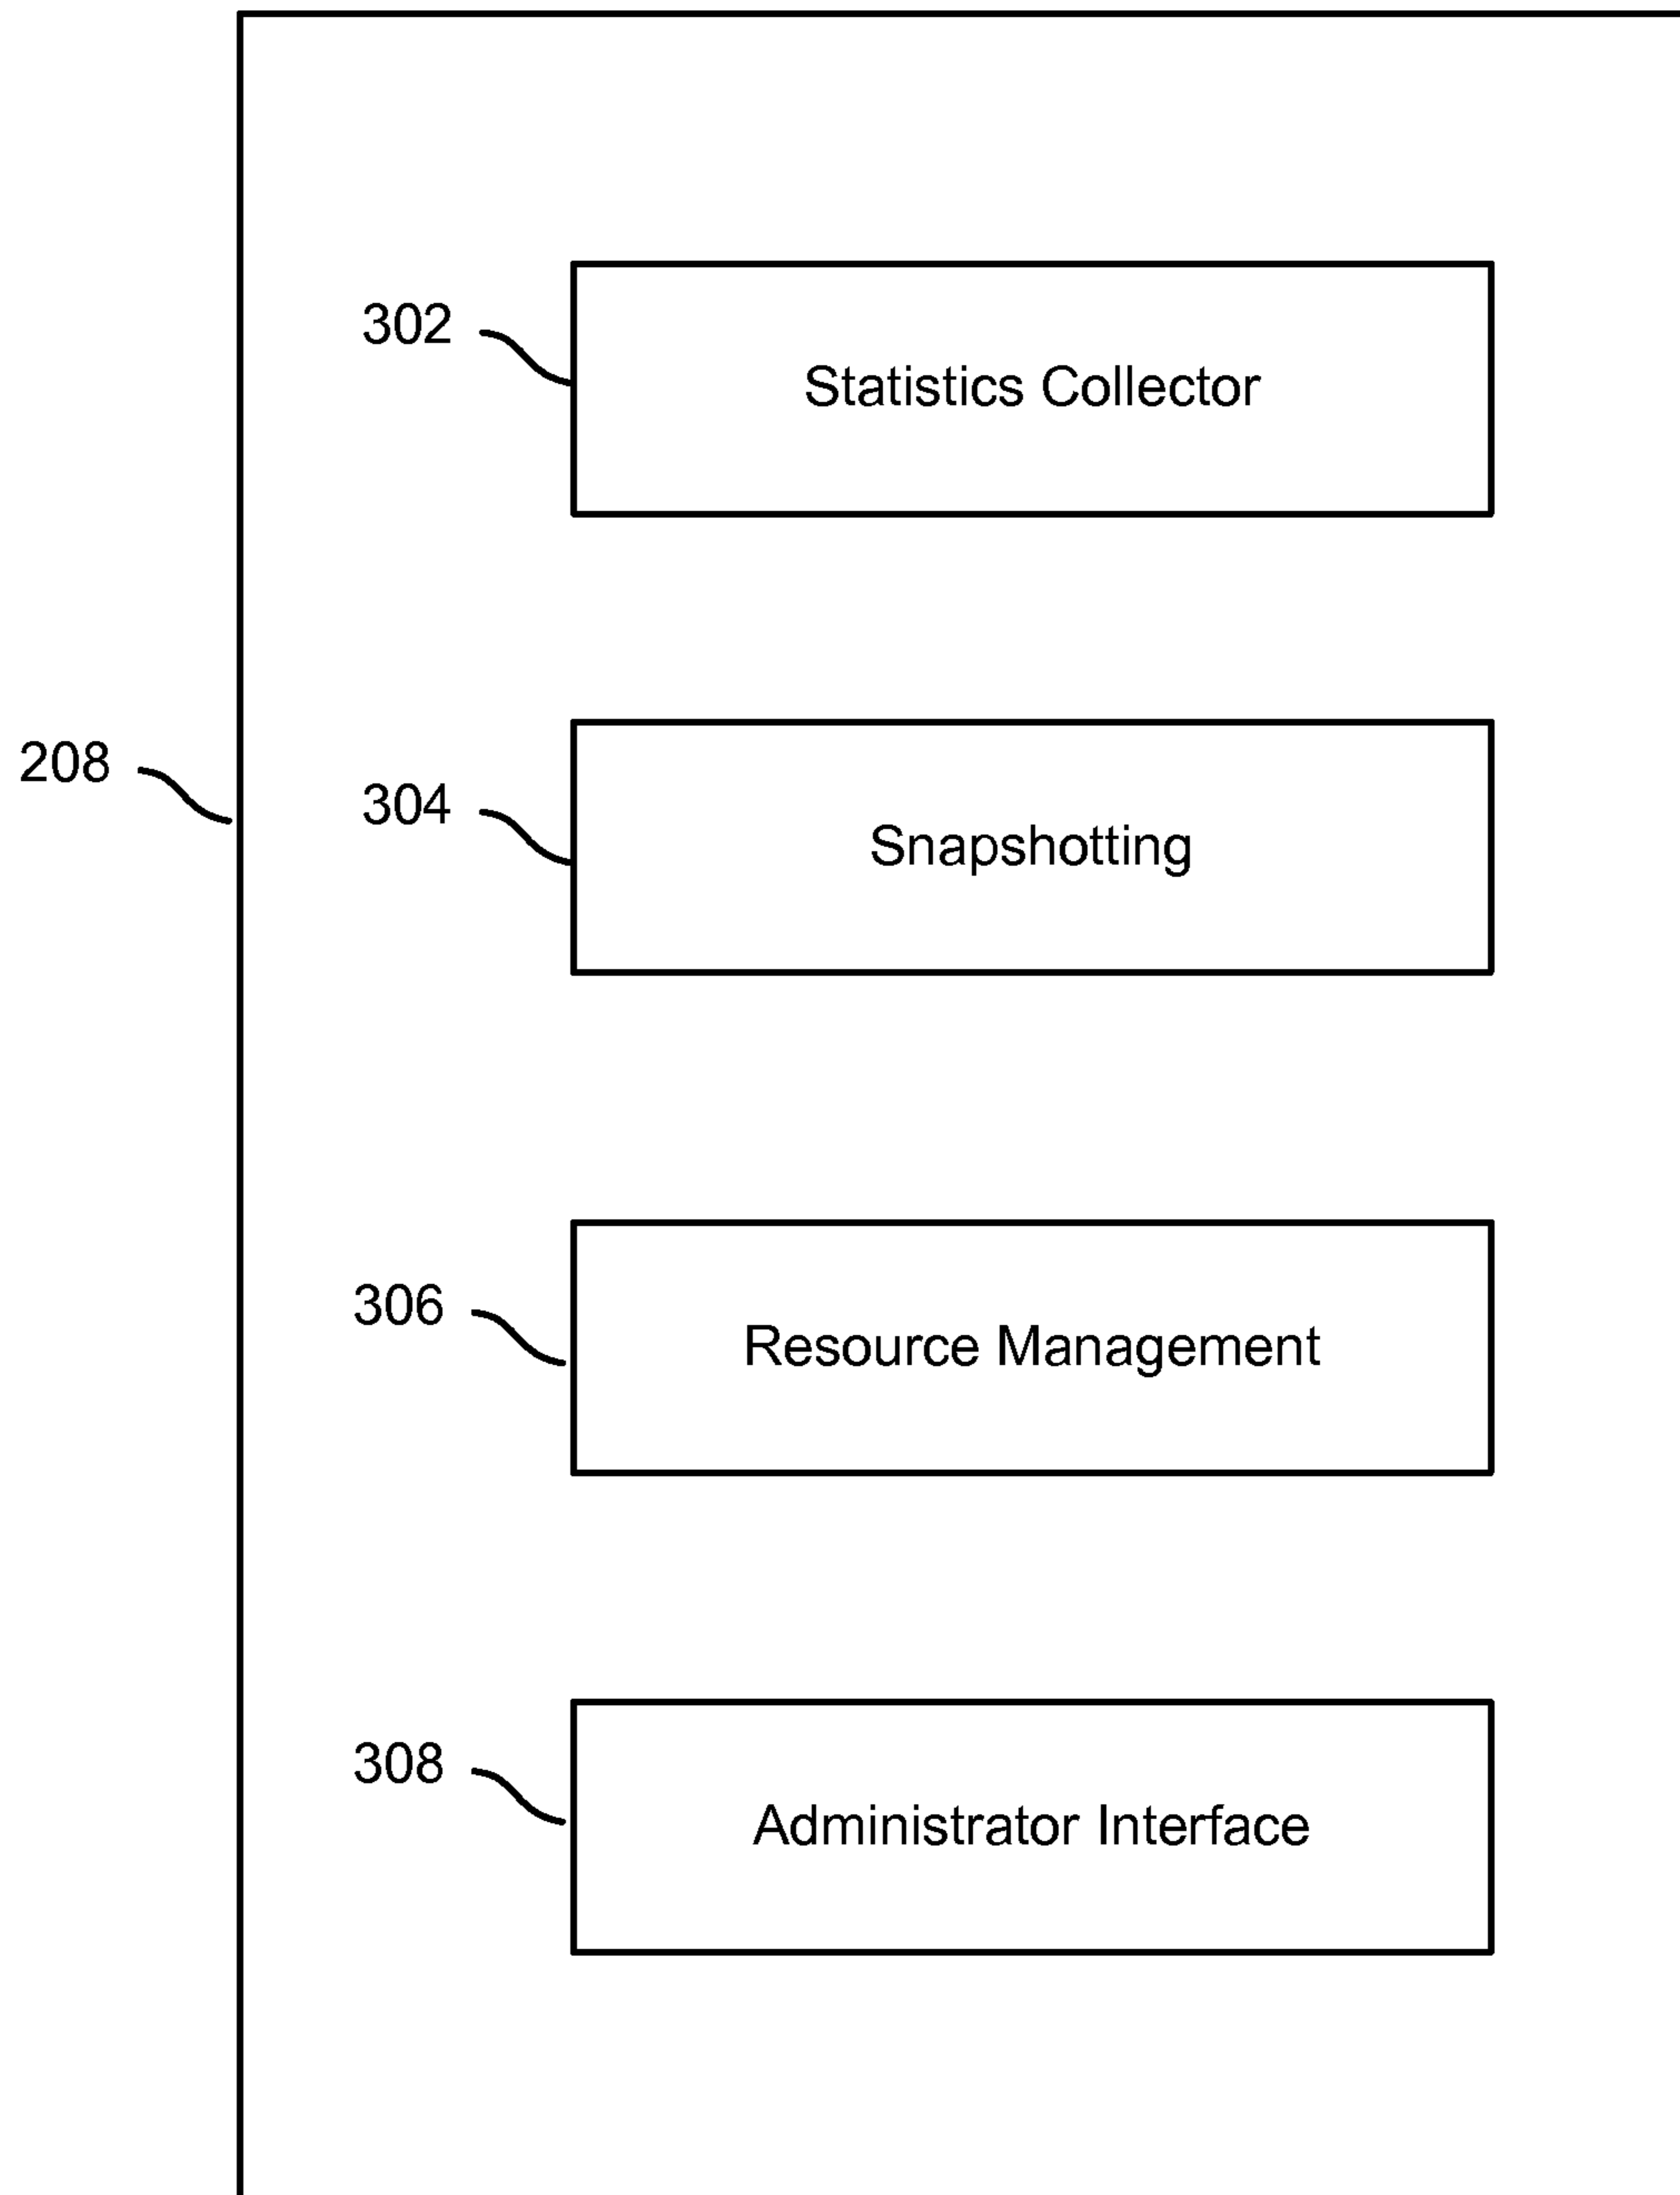 302
Statistics Collector
208
304
Snapshotting
306
Resource Management
308
Administrator Interface